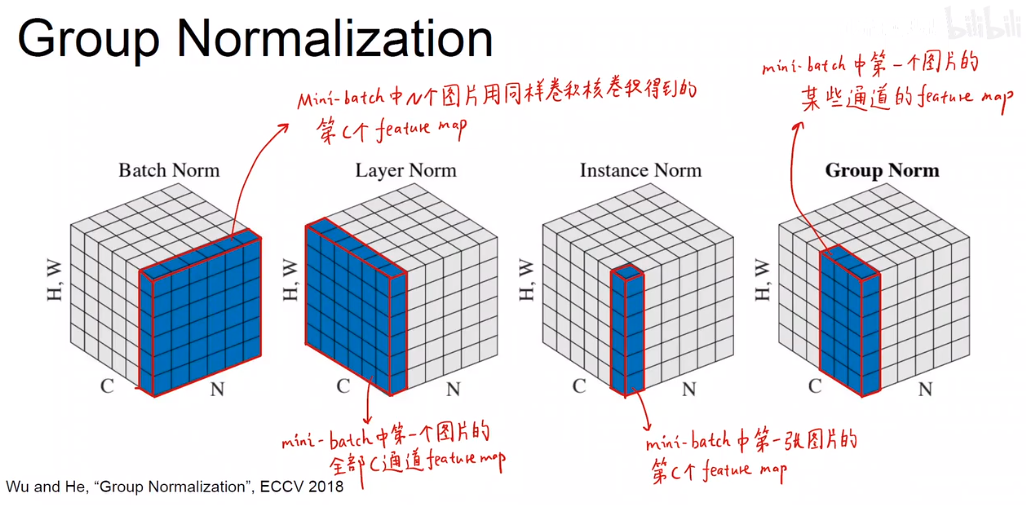 Group Normalization
bilibili
mini-batch中第一个图片的
某些通道的feature map
Mini-batch中N个图片用同样卷积核卷积得到的
第C个feature map
Batch Norm
Layer Norm
Instance Norm
Group Norm
H, W
H, W
H, W
H, W
C
N
C
N
C
N
C
N
mini-batch中第一个图片的
全部C通道feature map
mini-batch中第一张图片的
第C个feature map
Wu and He, “Group Normalization”, ECCV 2018